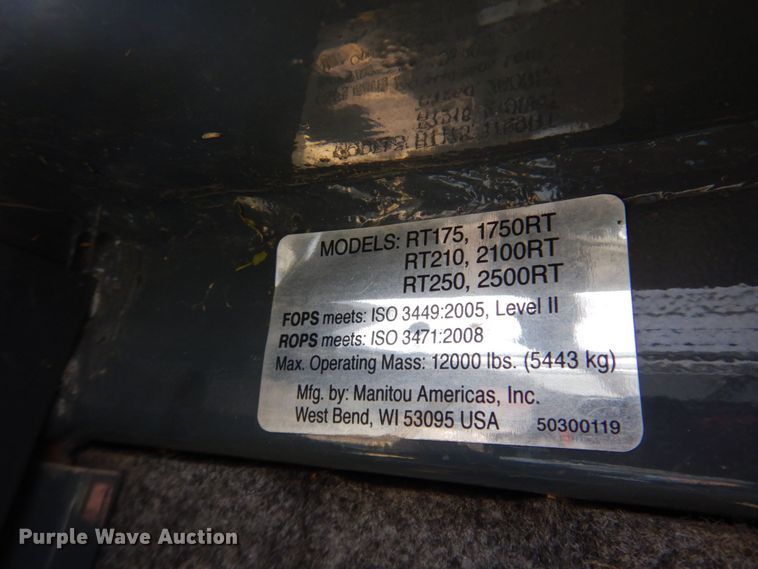 MODELS: RT175, 1750RT
RT210, 2100RT
RT250, 2500RT
FOPS meets: ISO 3449:2005, Level II
ROPS meets: ISO 3471:2008
Max. Operating Mass: 12000 lbs. (5443 kg)
Mfg. by: Manitou Americas, Inc.
West Bend, WI 53095 USA 50300119
Purple Wave Auction®